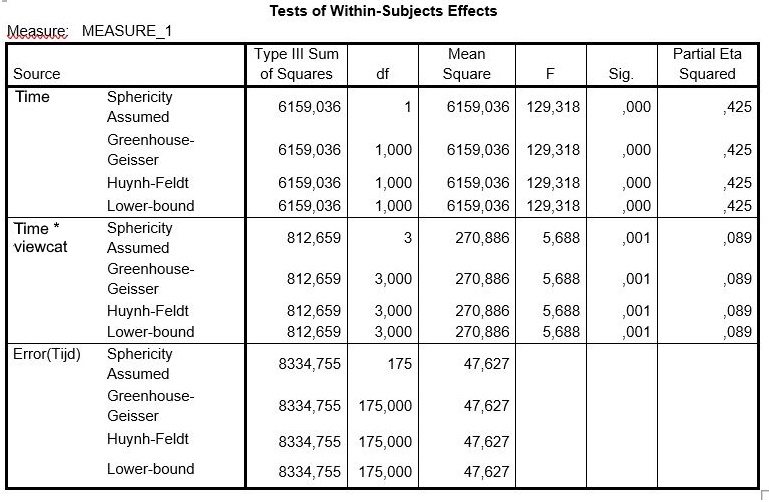 Tests of Within-Subjects Effects
Measure: MEASURE_1
Source Type III Sum of Squares df Mean Square F Sig. Partial Eta Squared
Time Sphericity Assumed 6159,036 1 6159,036 129,318 ,000 ,425
Greenhouse-Geisser 6159,036 1,000 6159,036 129,318 ,000 ,425
Huynh-Feldt 6159,036 1,000 6159,036 129,318 ,000 ,425
Lower-bound 6159,036 1,000 6159,036 129,318 ,000 ,425
Time * viewcat Sphericity Assumed 812,659 3 270,886 5,688 ,001 ,089
Greenhouse-Geisser 812,659 3,000 270,886 5,688 ,001 ,089
Huynh-Feldt 812,659 3,000 270,886 5,688 ,001 ,089
Lower-bound 812,659 3,000 270,886 5,688 ,001 ,089
Error(Tijd) Sphericity Assumed 8334,755 175 47,627
Greenhouse-Geisser 8334,755 175,000 47,627
Huynh-Feldt 8334,755 175,000 47,627
Lower-bound 8334,755 175,000 47,627